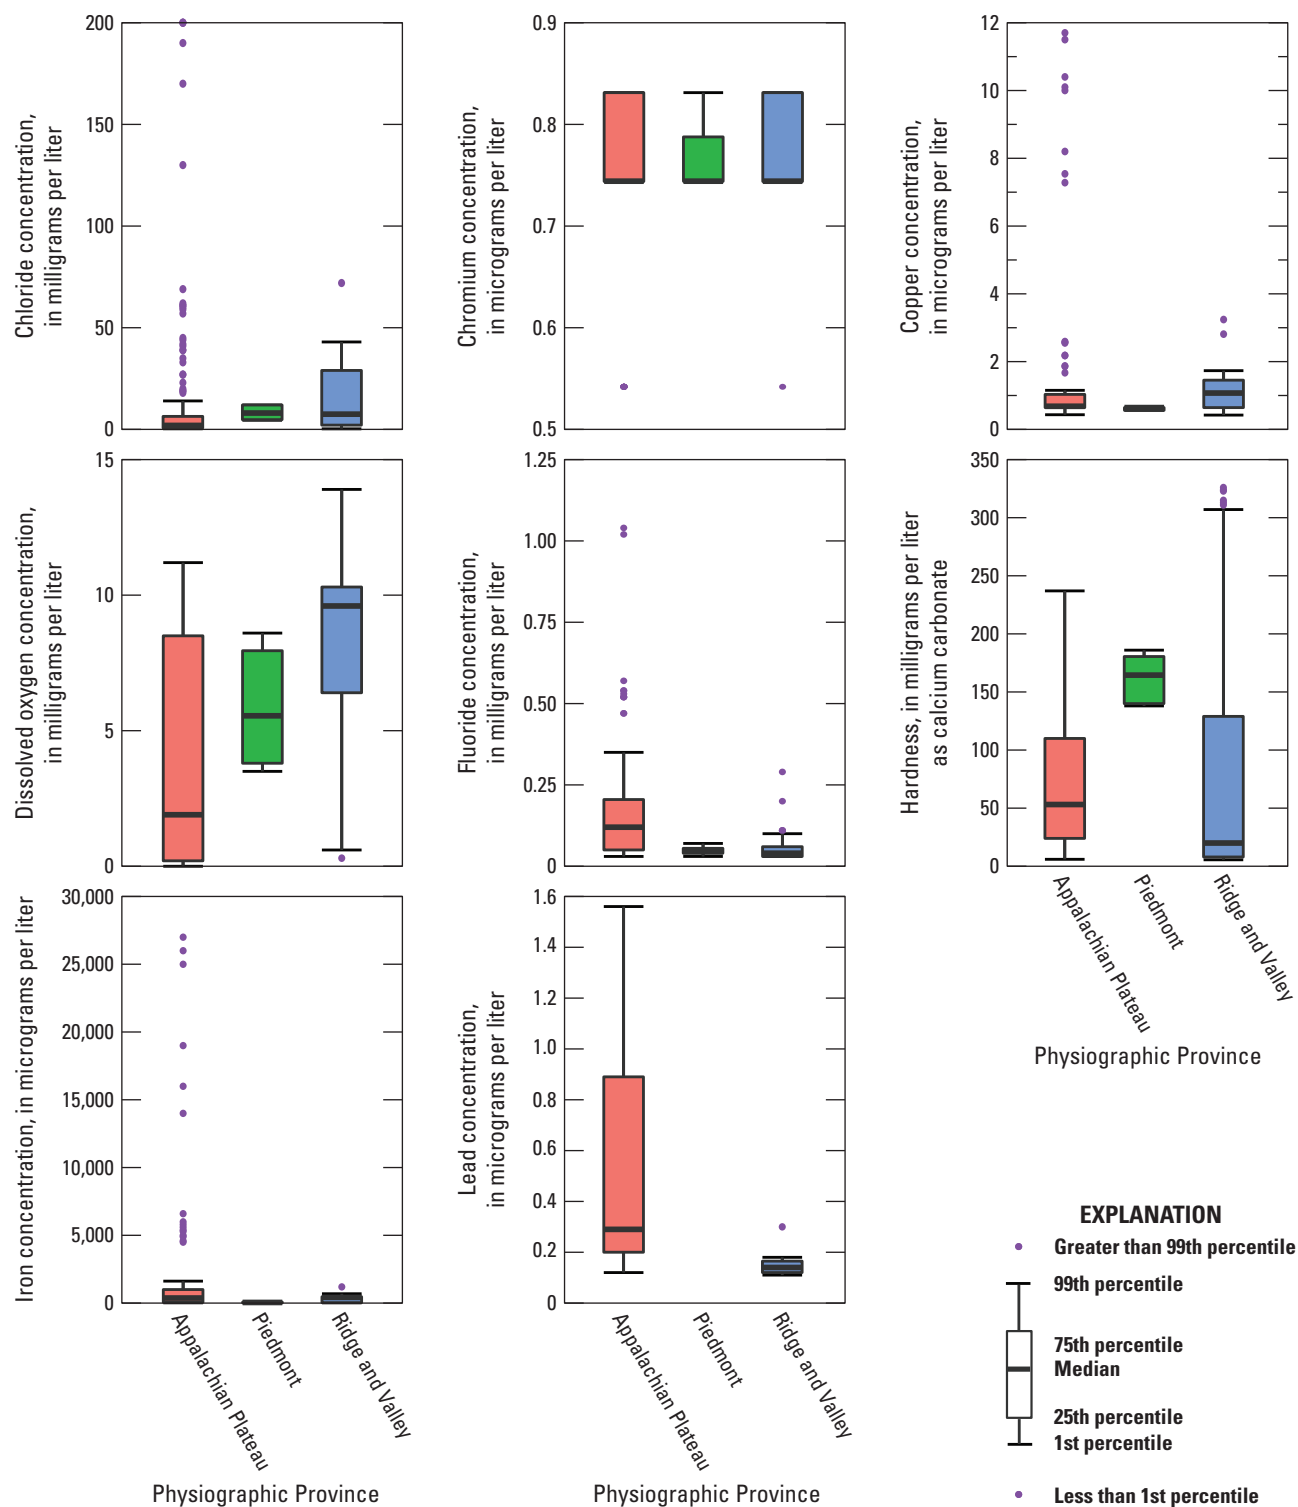 Chloride concentration,
in milligrams per liter
200
150
100
50
0
Chromium concentration,
in micrograms per liter
0.9
0.8
0.7
0.6
0.5
Copper concentration,
in micrograms per liter
12
10
8
6
4
2
0
Dissolved oxygen concentration,
in milligrams per liter
15
10
5
0
Fluoride concentration,
in milligrams per liter
1.25
1.00
0.75
0.50
0.25
0
Hardness, in milligrams per liter
as calcium carbonate
350
300
250
200
150
100
50
0
Appalachian Plateau
Piedmont
Ridge and Valley
Physiographic Province
Iron concentration, in micrograms per liter
30,000
25,000
20,000
15,000
10,000
5,000
0
Appalachian Plateau
Piedmont
Ridge and Valley
Physiographic Province
Lead concentration,
in micrograms per liter
1.6
1.4
1.2
1.0
0.8
0.6
0.4
0.2
0
Appalachian Plateau
Piedmont
Ridge and Valley
Physiographic Province
EXPLANATION
Greater than 99th percentile
99th percentile
75th percentile
Median
25th percentile
1st percentile
Less than 1st percentile